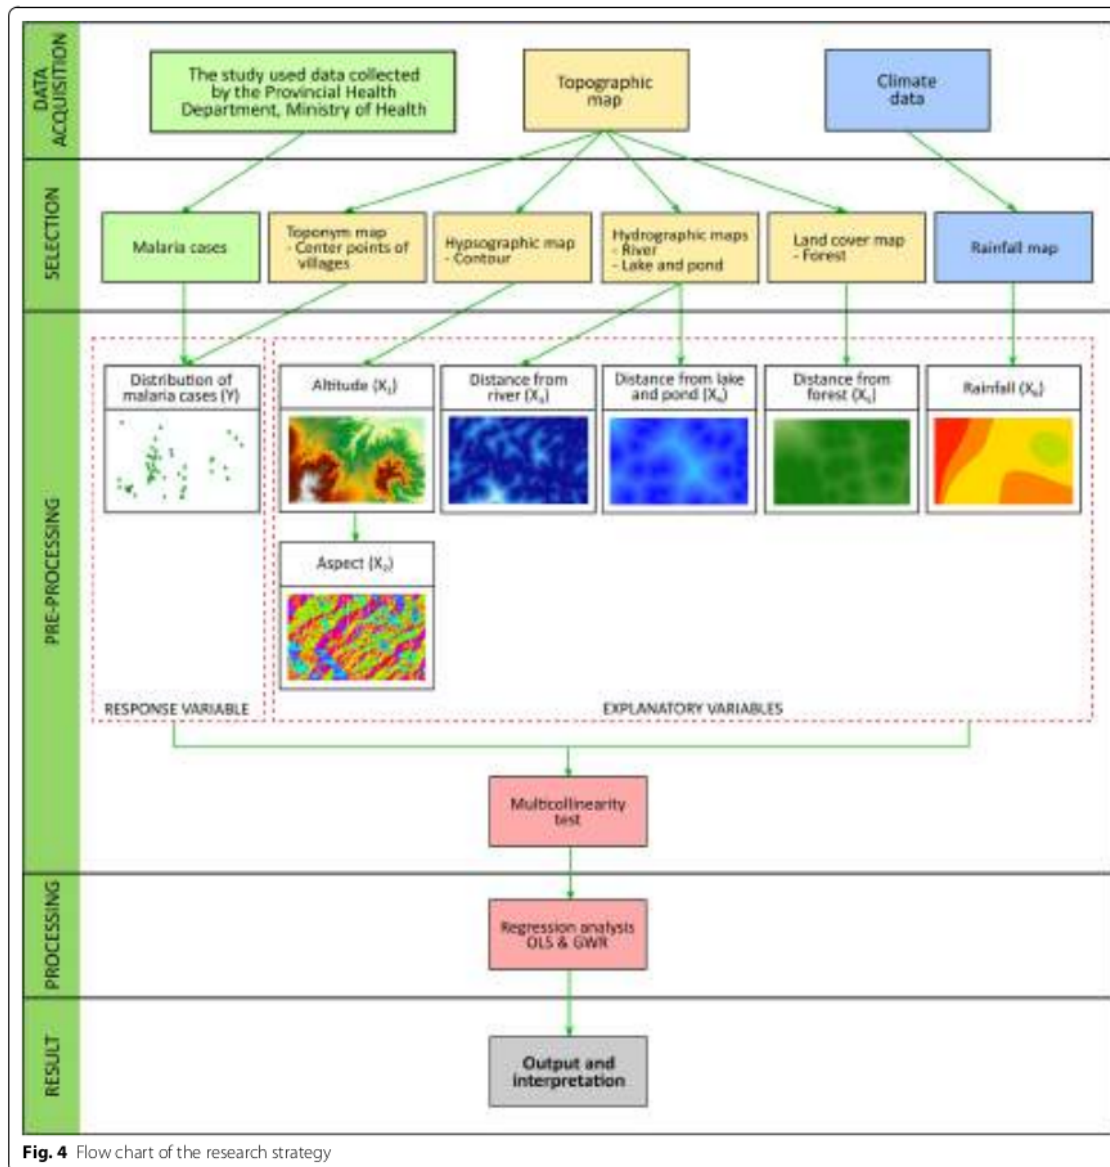 DATA
ACQUISITION
The study used data collected
by the Provincial Health
Department, Ministry of Health
Topographic
map
Climate
data
SELECTION
Malaria cases
Toponym map
- Center points of
villages
Hypsographic map
- Contour
Hydrographic maps
- River
- Lake and pond
Land cover map
- Forest
Rainfall map
PRE-PROCESSING
Distribution of
malaria cases (Y)
Altitude (X₁)
Distance from
river (X₃)
Distance from lake
and pond (X₄)
Distance from
forest (X₅)
Rainfall (X₆)
Aspect (X₂)
RESPONSE VARIABLE
EXPLANATORY VARIABLES
Multicollinearity
test
PROCESSING
Regression analysis
OLS & GWR
RESULT
Output and
interpretation
Fig. 4 Flow chart of the research strategy